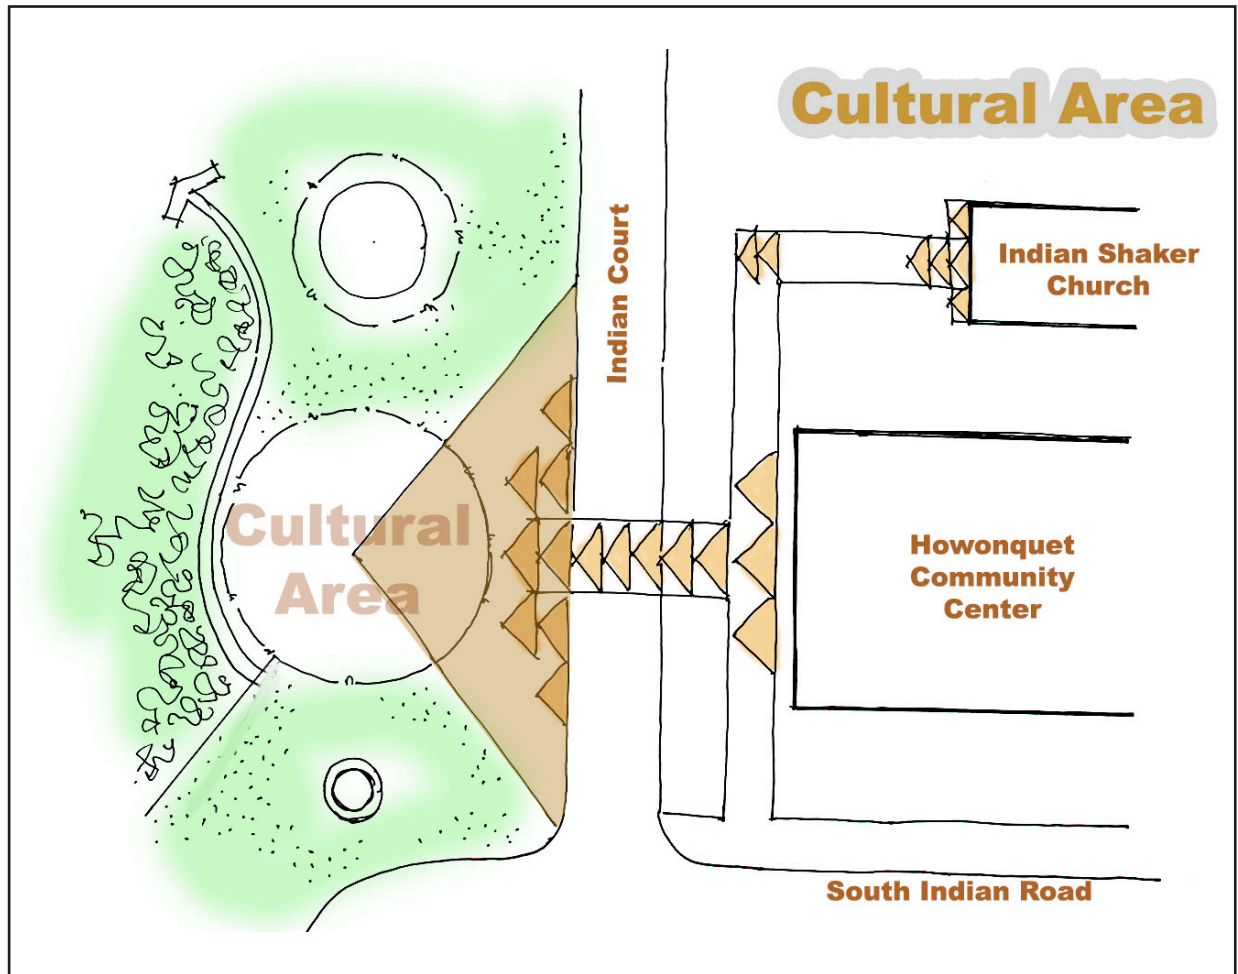 Cultural Area
Indian Court
Indian Shaker
Church
Cultural
Area
Howonquet
Community
Center
South Indian Road